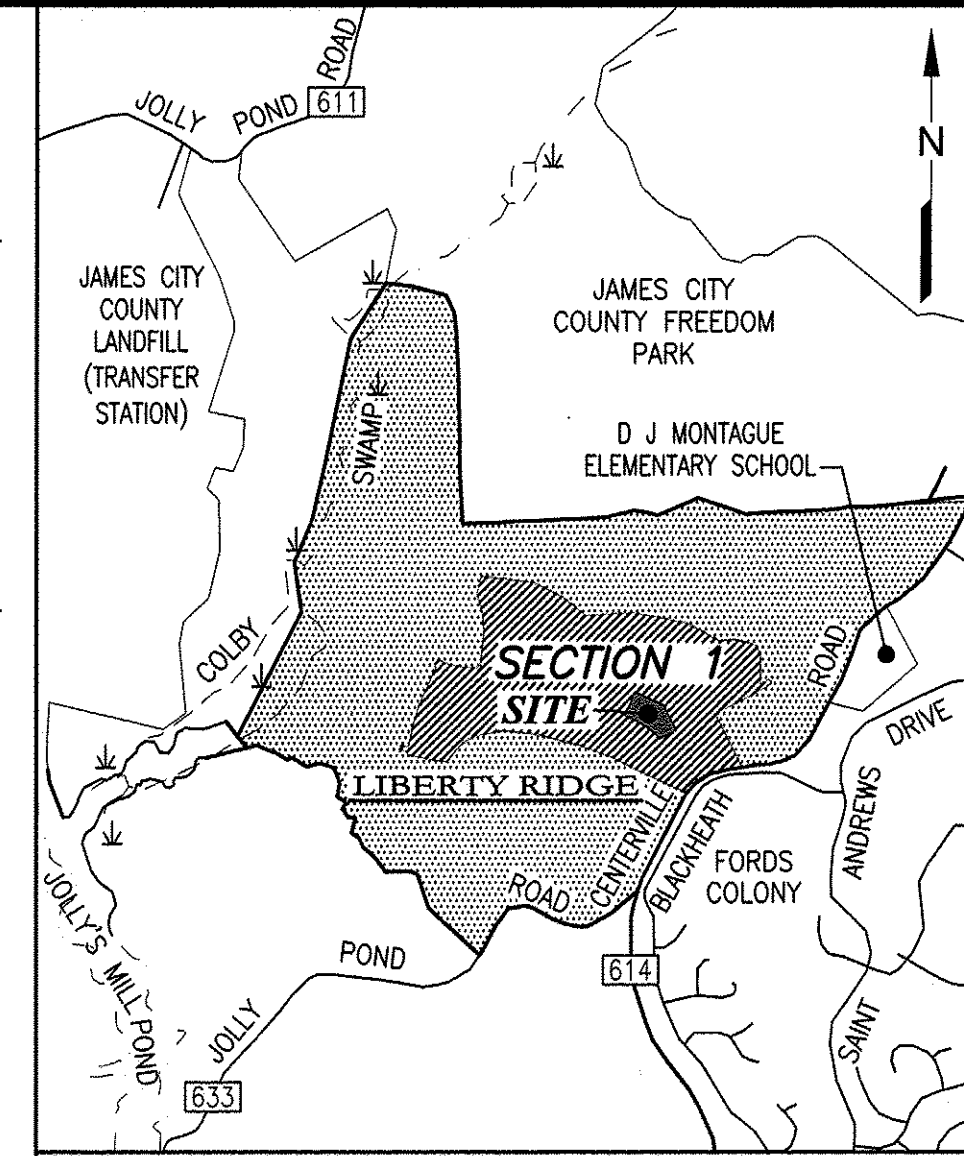 JOLLY POND ROAD
611
N
JAMES CITY
COUNTY
LANDFILL
(TRANSFER
STATION)
JAMES CITY
COUNTY FREEDOM
PARK
D J MONTAGUE
ELEMENTARY SCHOOL
COLBY SWAMP
SECTION 1
SITE
LIBERTY RIDGE
CENTERVILLE ROAD
BLACKHEATH
FORDS
COLONY
SAINT ANDREWS DRIVE
614
JOLLY POND ROAD
633
JOLLY'S MILL POND